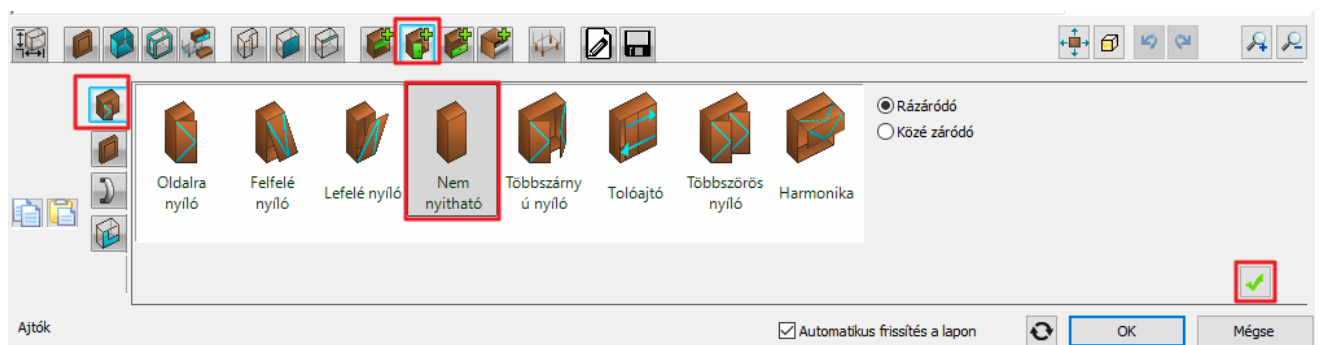 Rázáródó
Közé záródó
Oldalra
nyíló
Felfelé
nyíló
Lefelé nyíló
Nem
nyitható
Többszárny
ú nyíló
Tolóajtó
Többszörös
nyíló
Harmonika
Ajtók
Automatikus frissítés a lapon
OK
Mégse